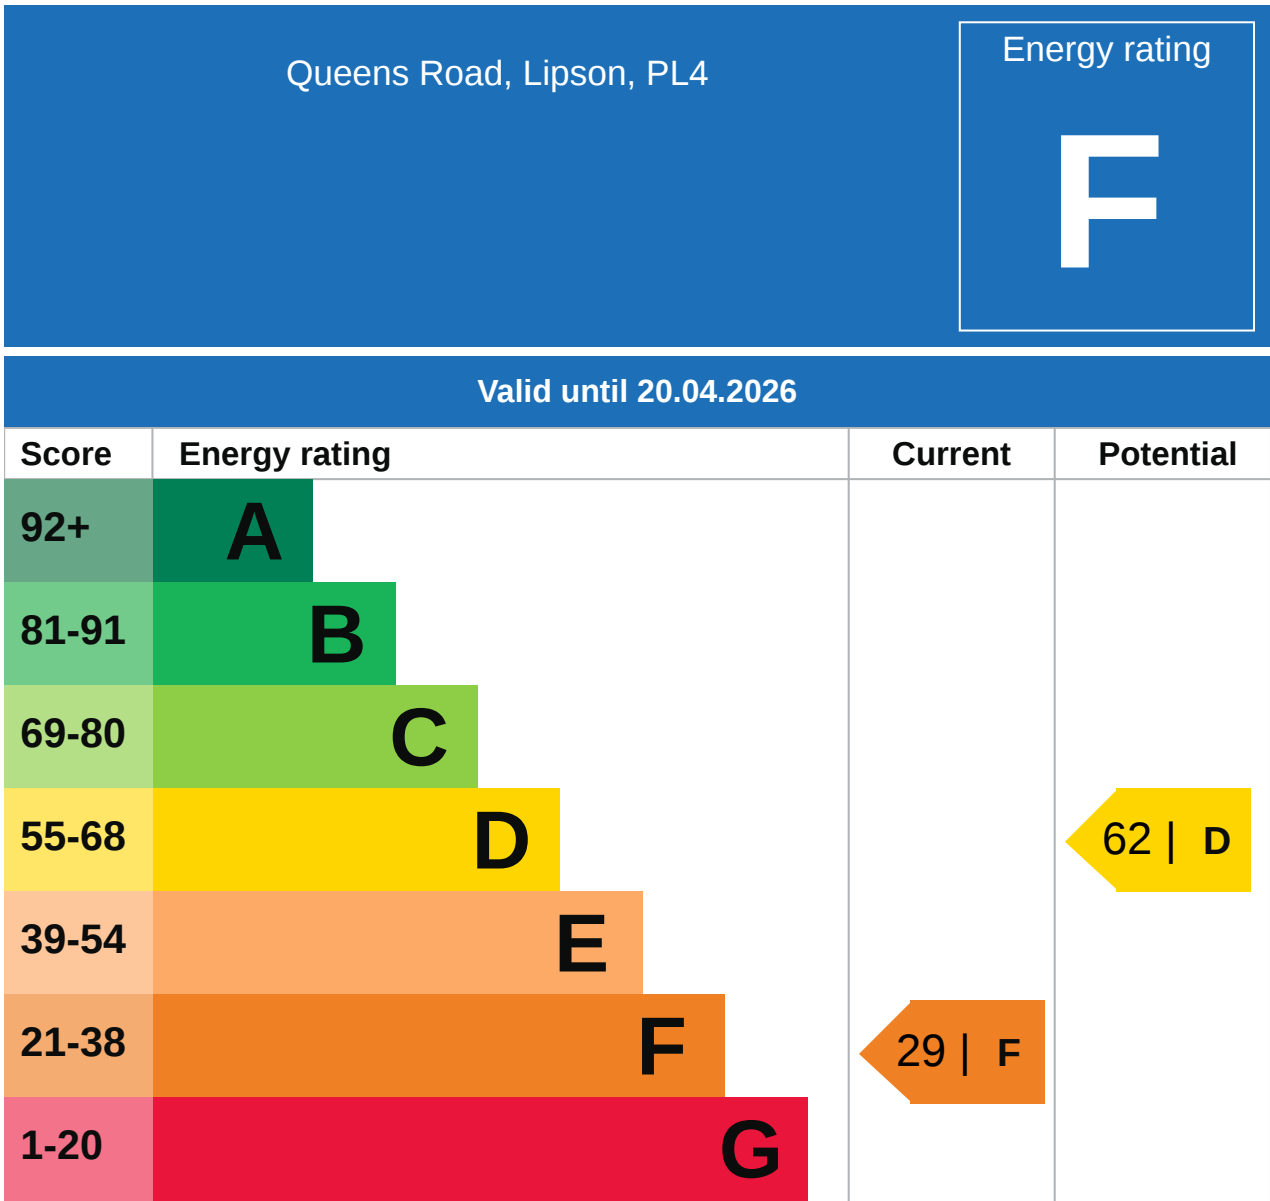 Queens Road, Lipson, PL4
Energy rating
F
Valid until 20.04.2026
Score Energy rating Current Potential
92+ A
81-91 B
69-80 C
55-68 D 62 | D
39-54 E
21-38 F 29 | F
1-20 G